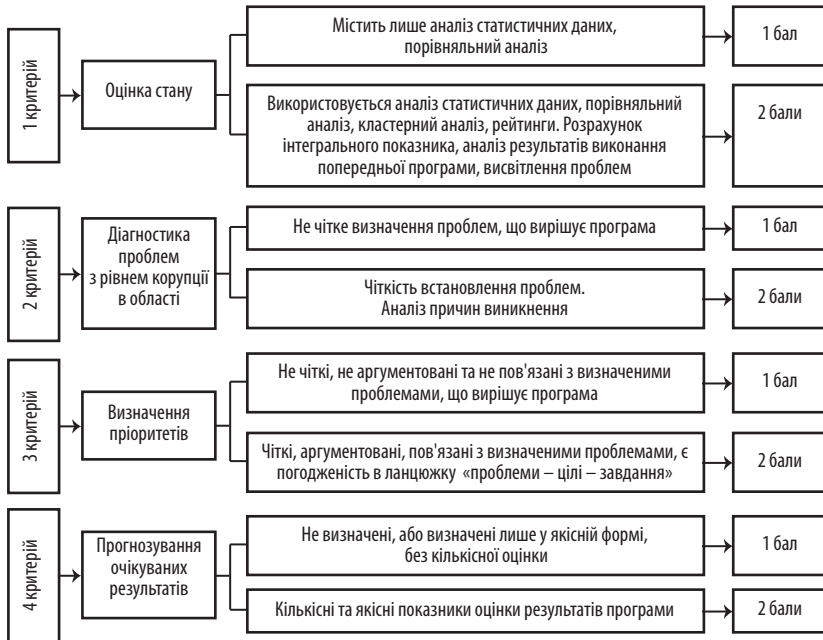 1 критерій
Оцінка стану
Містить лише аналіз статистичних даних,
порівняльний аналіз
1 бал
Використовується аналіз статистичних даних, порівняльний
аналіз, кластерний аналіз, рейтинги. Розрахунок
інтегрального показника, аналіз результатів виконання
попередньої програми, висвітлення проблем
2 бали
2 критерій
Діагностика
проблем
з рівнем корупції
в області
Не чітке визначення проблем, що вирішує програма
1 бал
Чіткість встановлення проблем.
Аналіз причин виникнення
2 бали
3 критерій
Визначення
пріоритетів
Не чіткі, не аргументовані та не пов'язані з визначеними
проблемами, що вирішує програма
1 бал
Чіткі, аргументовані, пов'язані з визначеними проблемами, є
погодженість в ланцюжку «проблеми – цілі – завдання»
2 бали
4 критерій
Прогнозування
очікуваних
результатів
Не визначені, або визначені лише у якісній формі,
без кількісної оцінки
1 бал
Кількісні та якісні показники оцінки результатів програми
2 бали